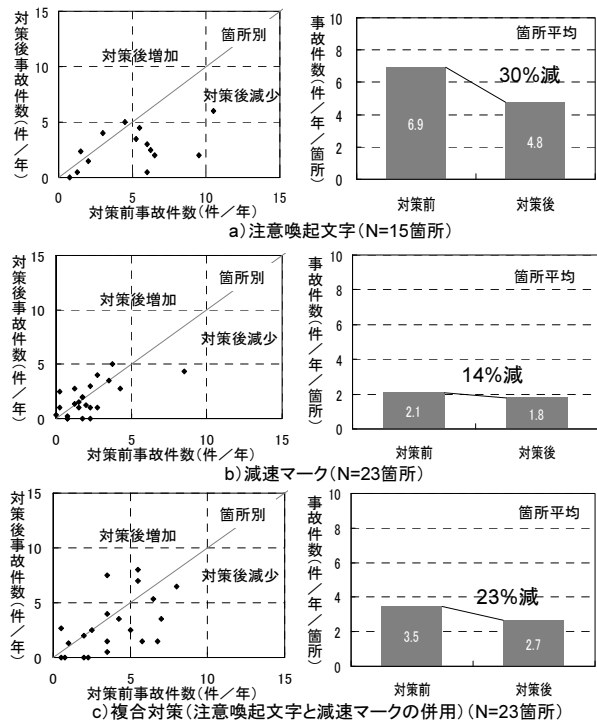 対策後事故件数(件/年)
15
10
5
0
0
5
10
15
箇所別
対策後増加
対策後減少
対策前事故件数(件/年)
事故件数(件/年/箇所)
10
8
6
4
2
0
箇所平均
30%減
6.9
4.8
対策前
対策後
a)注意喚起文字(N=15箇所)
対策後事故件数(件/年)
15
10
5
0
0
5
10
15
箇所別
対策後増加
対策後減少
対策前事故件数(件/年)
事故件数(件/年/箇所)
10
8
6
4
2
0
箇所平均
14%減
2.1
1.8
対策前
対策後
b)減速マーク(N=23箇所)
対策後事故件数(件/年)
15
10
5
0
0
5
10
15
箇所別
対策後増加
対策後減少
対策前事故件数(件/年)
事故件数(件/年/箇所)
10
8
6
4
2
0
箇所平均
23%減
3.5
2.7
対策前
対策後
c)複合対策(注意喚起文字と減速マークの併用)(N=23箇所)